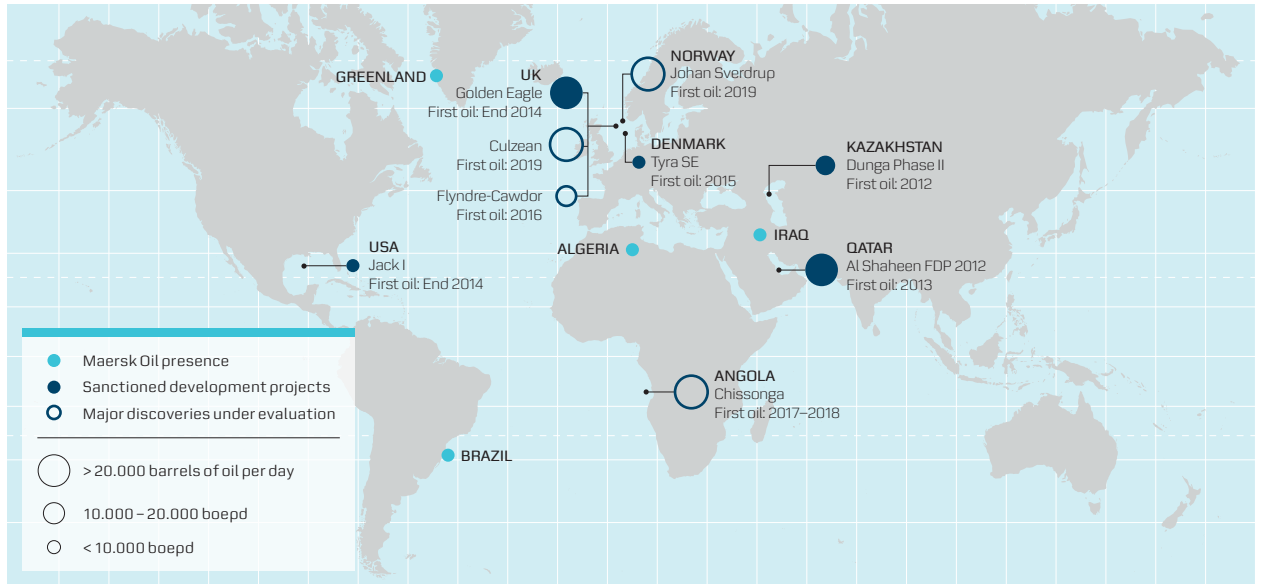 GREENLAND
UK
Golden Eagle
First oil: End 2014
Culzean
First oil: 2019
Flyndre-Cawdor
First oil: 2016
NORWAY
Johan Sverdrup
First oil: 2019
DENMARK
Tyra SE
First oil: 2015
KAZAKHSTAN
Dunga Phase II
First oil: 2012
USA
Jack I
First oil: End 2014
ALGERIA
IRAQ
QATAR
Al Shaheen FDP 2012
First oil: 2013
ANGOLA
Chissonga
First oil: 2017–2018
BRAZIL
Maersk Oil presence
Sanctioned development projects
Major discoveries under evaluation
> 20.000 barrels of oil per day
10.000 – 20.000 boepd
< 10.000 boepd